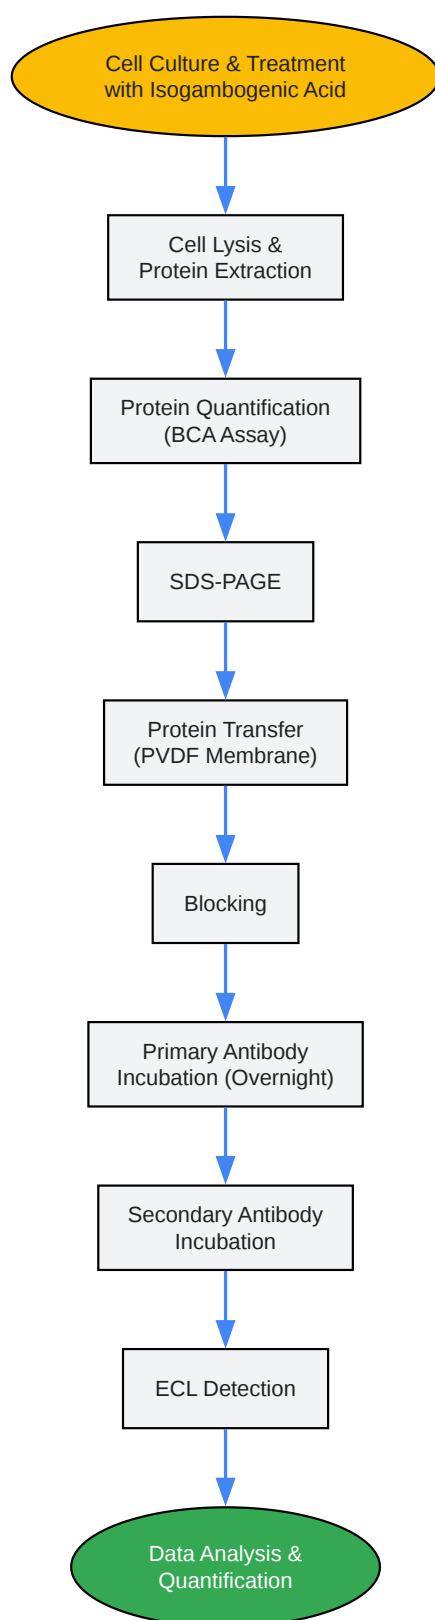 Cell Culture & Treatment
with Isogambogenic Acid
Cell Lysis &
Protein Extraction
Protein Quantification
(BCA Assay)
SDS-PAGE
Protein Transfer
(PVDF Membrane)
Blocking
Primary Antibody
Incubation (Overnight)
Secondary Antibody
Incubation
ECL Detection
Data Analysis &
Quantification